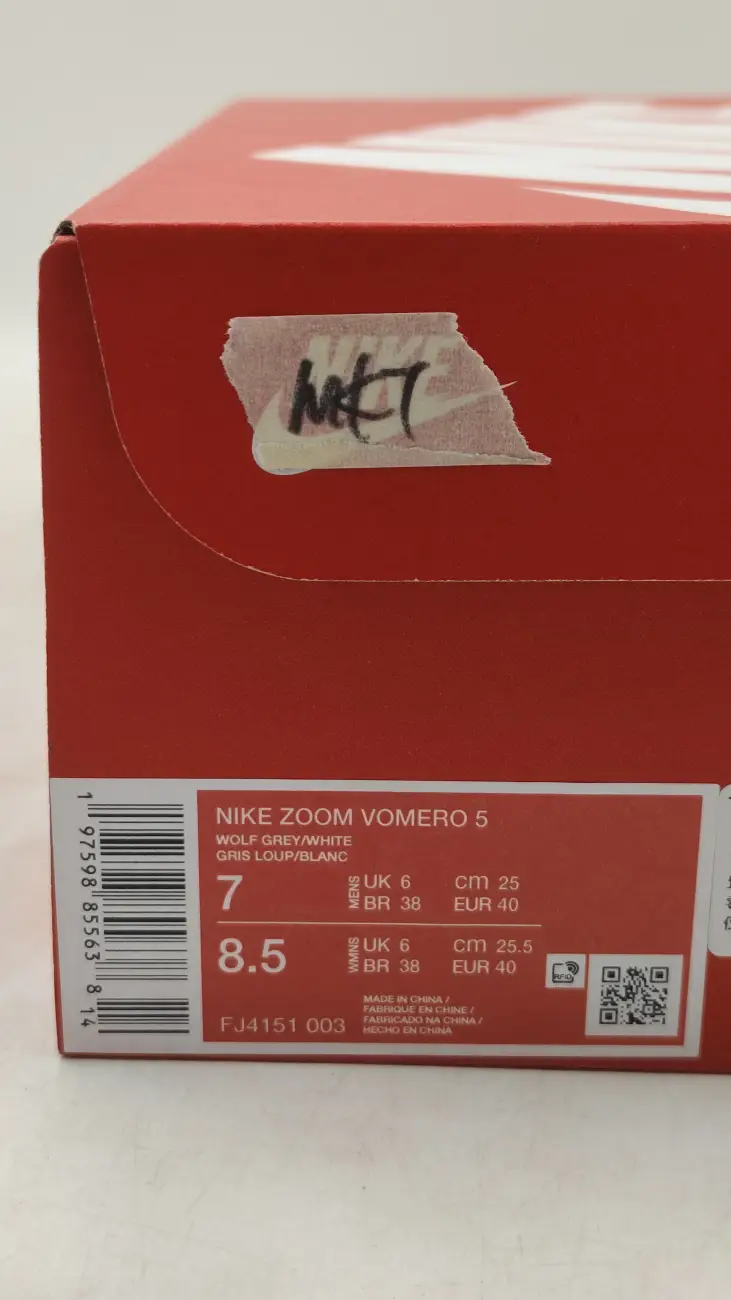 NIKE
MK7
NIKE ZOOM VOMERO 5
WOLF GREY/WHITE
GRIS LOUP/BLANC
7 MENS UK 6 cm 25
BR 38 EUR 40
8.5 WMNS UK 6 cm 25.5
BR 38 EUR 40
RFID
FJ4151 003
MADE IN CHINA /
FABRIQUE EN CHINE /
FABRICADO NA CHINA /
HECHO EN CHINA
1 97598 85563 8 14